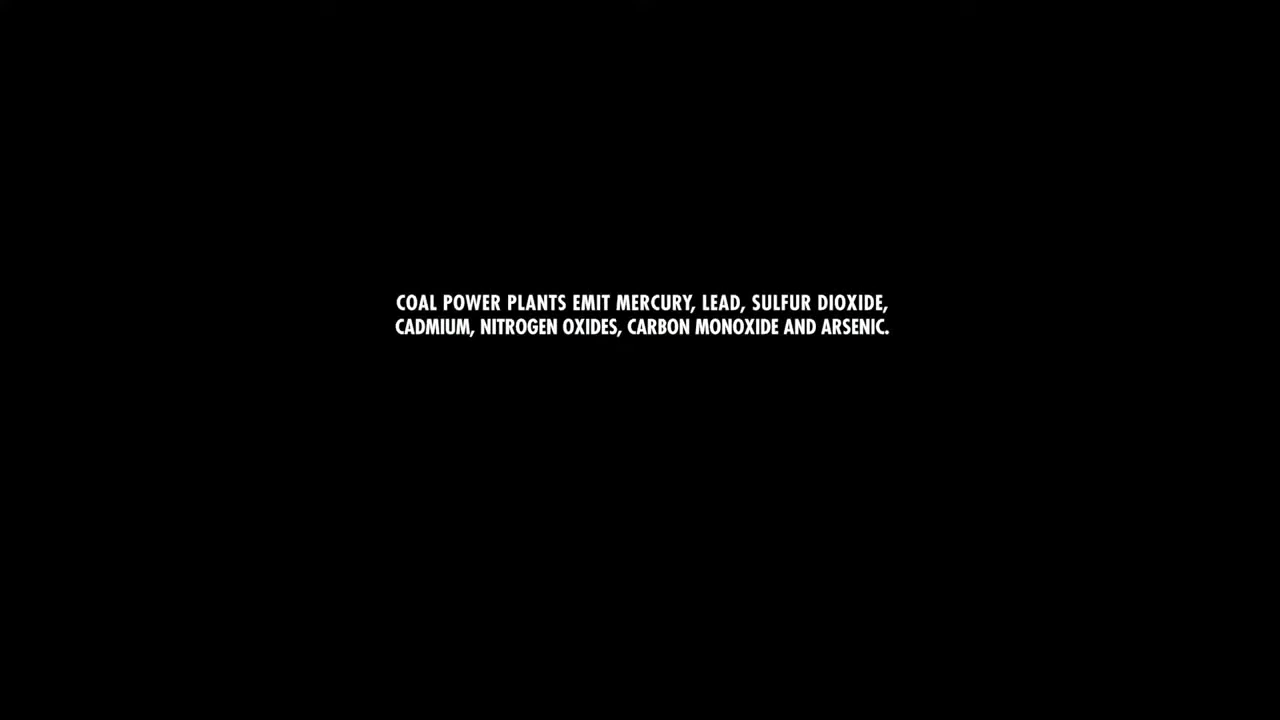 COAL POWER PLANTS EMIT MERCURY, LEAD, SULFUR DIOXIDE,
CADMIUM, NITROGEN OXIDES, CARBON MONOXIDE AND ARSENIC.